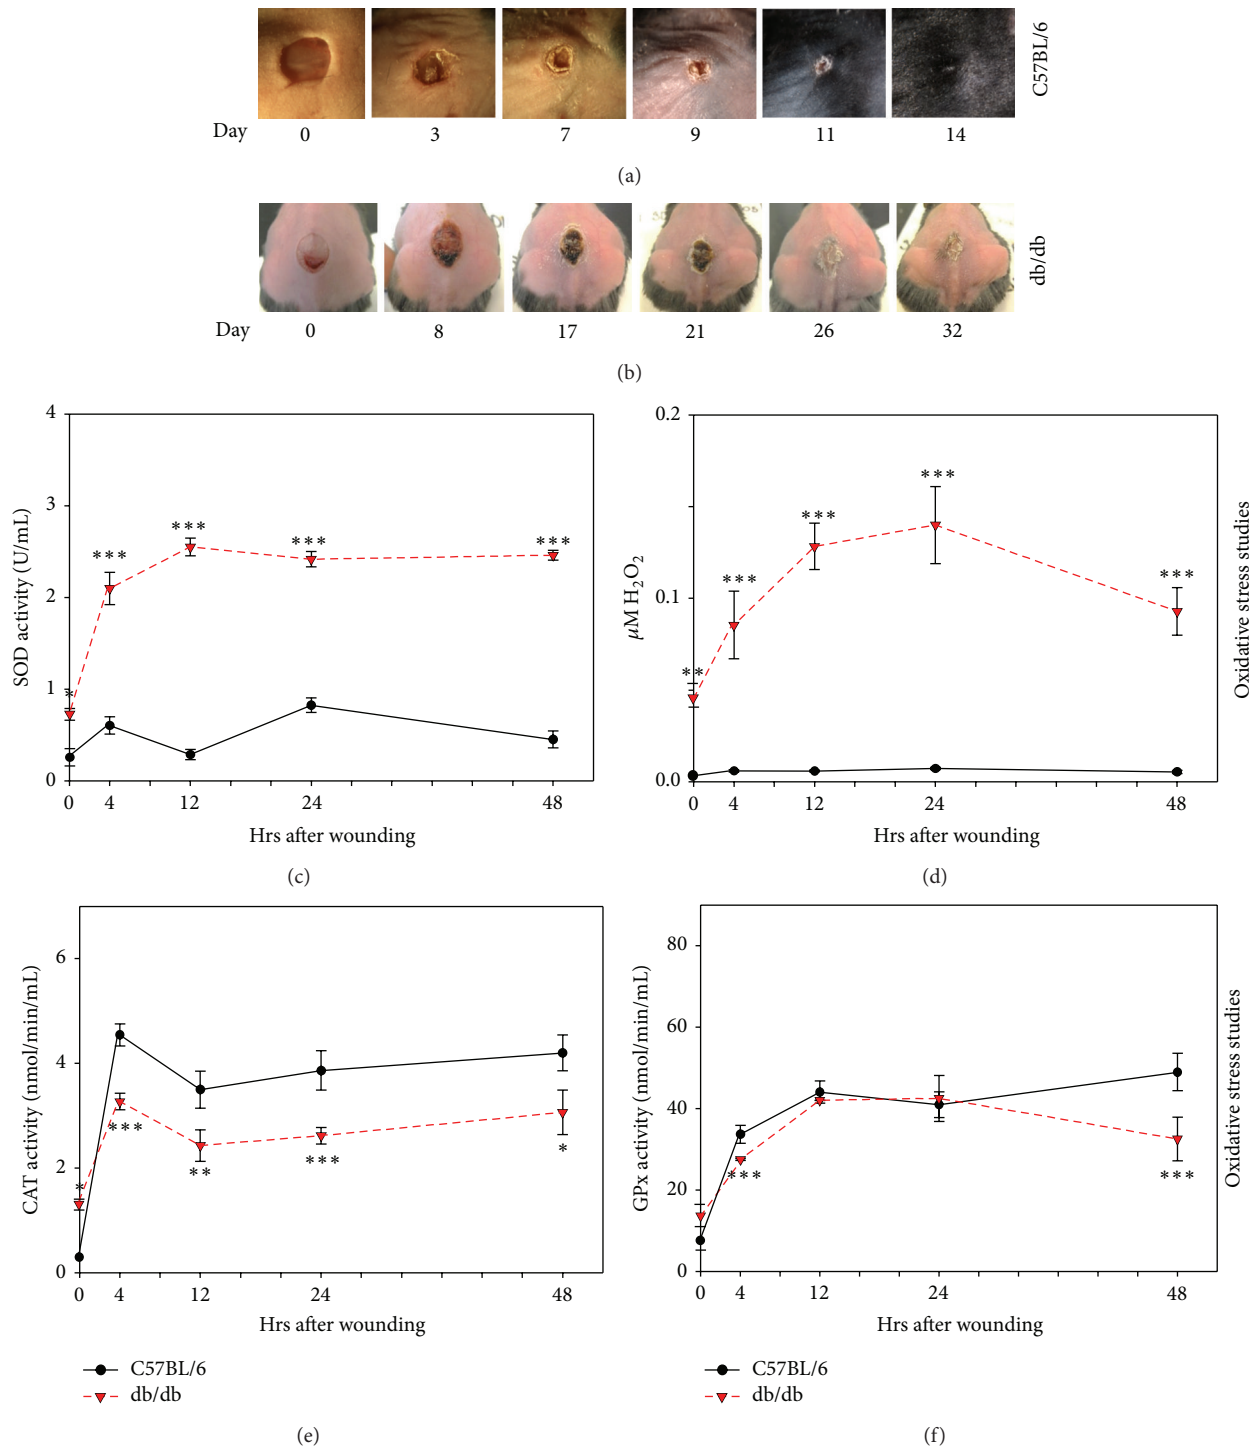 C57BL/6
Day 0 3 7 9 11 14
(a)
db/db
Day 0 8 17 21 26 32
(b)
SOD activity (U/mL)
4
3
2
1
0
***
***
***
***
*
0 4 12 24 48
Hrs after wounding
(c)
µM H2O2
0.2
0.1
0.0
***
***
***
***
**
0 4 12 24 48
Hrs after wounding
(d)
Oxidative stress studies
CAT activity (nmol/min/mL)
6
4
2
0
*
***
**
***
*
0 4 12 24 48
Hrs after wounding
C57BL/6
db/db
(e)
GPx activity (nmol/min/mL)
80
60
40
20
0
***
***
0 4 12 24 48
Hrs after wounding
C57BL/6
db/db
(f)
Oxidative stress studies